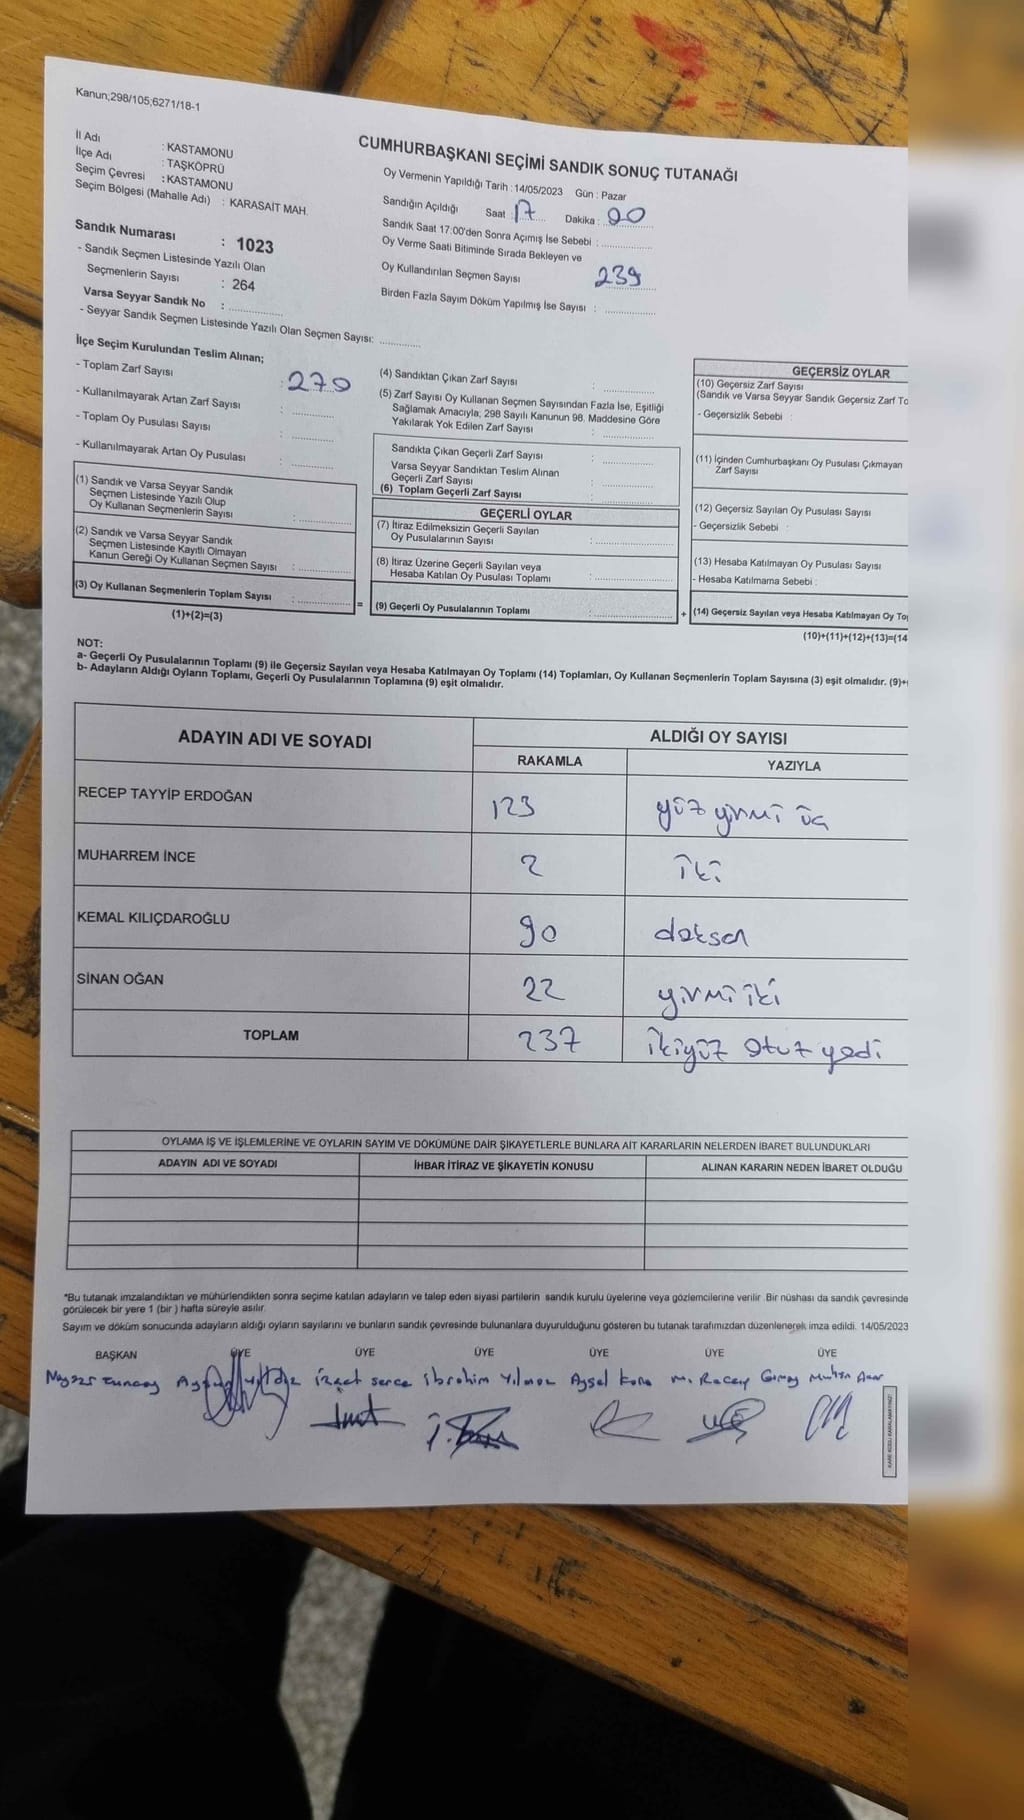 Kanun;298/105;6271/18-1
CUMHURBAŞKANI SEÇİMİ SANDIK SONUÇ TUTANAĞI
İl Adı : KASTAMONU
İlçe Adı : TAŞKÖPRÜ
Seçim Çevresi : KASTAMONU
Seçim Bölgesi (Mahalle Adı) : KARASAİT MAH.
Oy Vermenin Yapıldığı Tarih : 14/05/2023 Gün : Pazar
Sandığın Açıldığı Saat : 17 Dakika : 00
Sandık Saat 17:00'den Sonra Açımış İse Sebebi :
Oy Verme Saati Bitiminde Sırada Bekleyen ve
Oy Kullandırılan Seçmen Sayısı 239
Birden Fazla Sayım Döküm Yapılmış İse Sayısı :
Sandık Numarası : 1023
- Sandık Seçmen Listesinde Yazılı Olan
Seçmenlerin Sayısı : 264
Varsa Seyyar Sandık No :
- Seyyar Sandık Seçmen Listesinde Yazılı Olan Seçmen Sayısı:
İlçe Seçim Kurulundan Teslim Alınan;
- Toplam Zarf Sayısı : 270
- Kullanılmayarak Artan Zarf Sayısı :
- Toplam Oy Pusulası Sayısı :
- Kullanılmayarak Artan Oy Pusulası :
(1) Sandık ve Varsa Seyyar Sandık
Seçmen Listesinde Yazılı Olup
Oy Kullanan Seçmenlerin Sayısı :
(2) Sandık ve Varsa Seyyar Sandık
Seçmen Listesinde Kayıtlı Olmayan
Kanun Gereği Oy Kullanan Seçmen Sayısı :
(3) Oy Kullanan Seçmenlerin Toplam Sayısı :
(1)+(2)=(3)
=
(4) Sandıktan Çıkan Zarf Sayısı :
(5) Zarf Sayısı Oy Kullanan Seçmen Sayısından Fazla İse, Eşitliği
Sağlamak Amacıyla, 298 Sayılı Kanunun 98. Maddesine Göre
Yakılarak Yok Edilen Zarf Sayısı :
Sandıkta Çıkan Geçerli Zarf Sayısı :
Varsa Seyyar Sandıktan Teslim Alınan
Geçerli Zarf Sayısı :
(6) Toplam Geçerli Zarf Sayısı :
GEÇERLİ OYLAR
(7) İtiraz Edilmeksizin Geçerli Sayılan
Oy Pusulalarının Sayısı :
(8) İtiraz Üzerine Geçerli Sayılan veya
Hesaba Katılan Oy Pusulası Toplamı :
(9) Geçerli Oy Pusulalarının Toplamı :
+
GEÇERSİZ OYLAR
(10) Geçersiz Zarf Sayısı
(Sandık ve Varsa Seyyar Sandık Geçersiz Zarf To
- Geçersizlik Sebebi :
(11) İçinden Cumhurbaşkanı Oy Pusulası Çıkmayan
Zarf Sayısı
(12) Geçersiz Sayılan Oy Pusulası Sayısı
- Geçersizlik Sebebi :
(13) Hesaba Katılmayan Oy Pusulası Sayısı
- Hesaba Katılmama Sebebi :
(14) Geçersiz Sayılan veya Hesaba Katılmayan Oy To
(10)+(11)+(12)+(13)=(14
NOT:
a- Geçerli Oy Pusulalarının Toplamı (9) ile Geçersiz Sayılan veya Hesaba Katılmayan Oy Toplamı (14) Toplamları, Oy Kullanan Seçmenlerin Toplam Sayısına (3) eşit olmalıdır. (9)+
b- Adayların Aldığı Oyların Toplamı, Geçerli Oy Pusulalarının Toplamına (9) eşit olmalıdır.
ADAYIN ADI VE SOYADI ALDIĞI OY SAYISI
RAKAMLA YAZIYLA
RECEP TAYYİP ERDOĞAN 123 yüz yirmi üç
MUHARREM İNCE 2 iki
KEMAL KILIÇDAROĞLU 90 doksan
SİNAN OĞAN 22 yirmi iki
TOPLAM 237 ikiyüz otuz yedi
OYLAMA İŞ VE İŞLEMLERİNE VE OYLARIN SAYIM VE DÖKÜMÜNE DAİR ŞİKAYETLERLE BUNLARA AİT KARARLARIN NELERDEN İBARET BULUNDUKLARI
ADAYIN ADI VE SOYADI İHBAR İTİRAZ VE ŞİKAYETİN KONUSU ALINAN KARARIN NEDEN İBARET OLDUĞU
*Bu tutanak imzalandıktan ve mühürlendikten sonra seçime katılan adayların ve talep eden siyasi partilerin sandık kurulu üyelerine veya gözlemcilerine verilir. Bir nüshası da sandık çevresinde
görülecek bir yere 1 (bir ) hafta süreyle asılır.
Sayım ve döküm sonucunda adayların aldığı oyların sayılarını ve bunların sandık çevresinde bulunanlara duyurulduğunu gösteren bu tutanak tarafımızdan düzenlenerek imza edildi. 14/05/2023
BAŞKAN ÜYE ÜYE ÜYE ÜYE ÜYE ÜYE
Tuncay İzzet Serce İbrahim Yılmaz Aysel Kara M. Recep